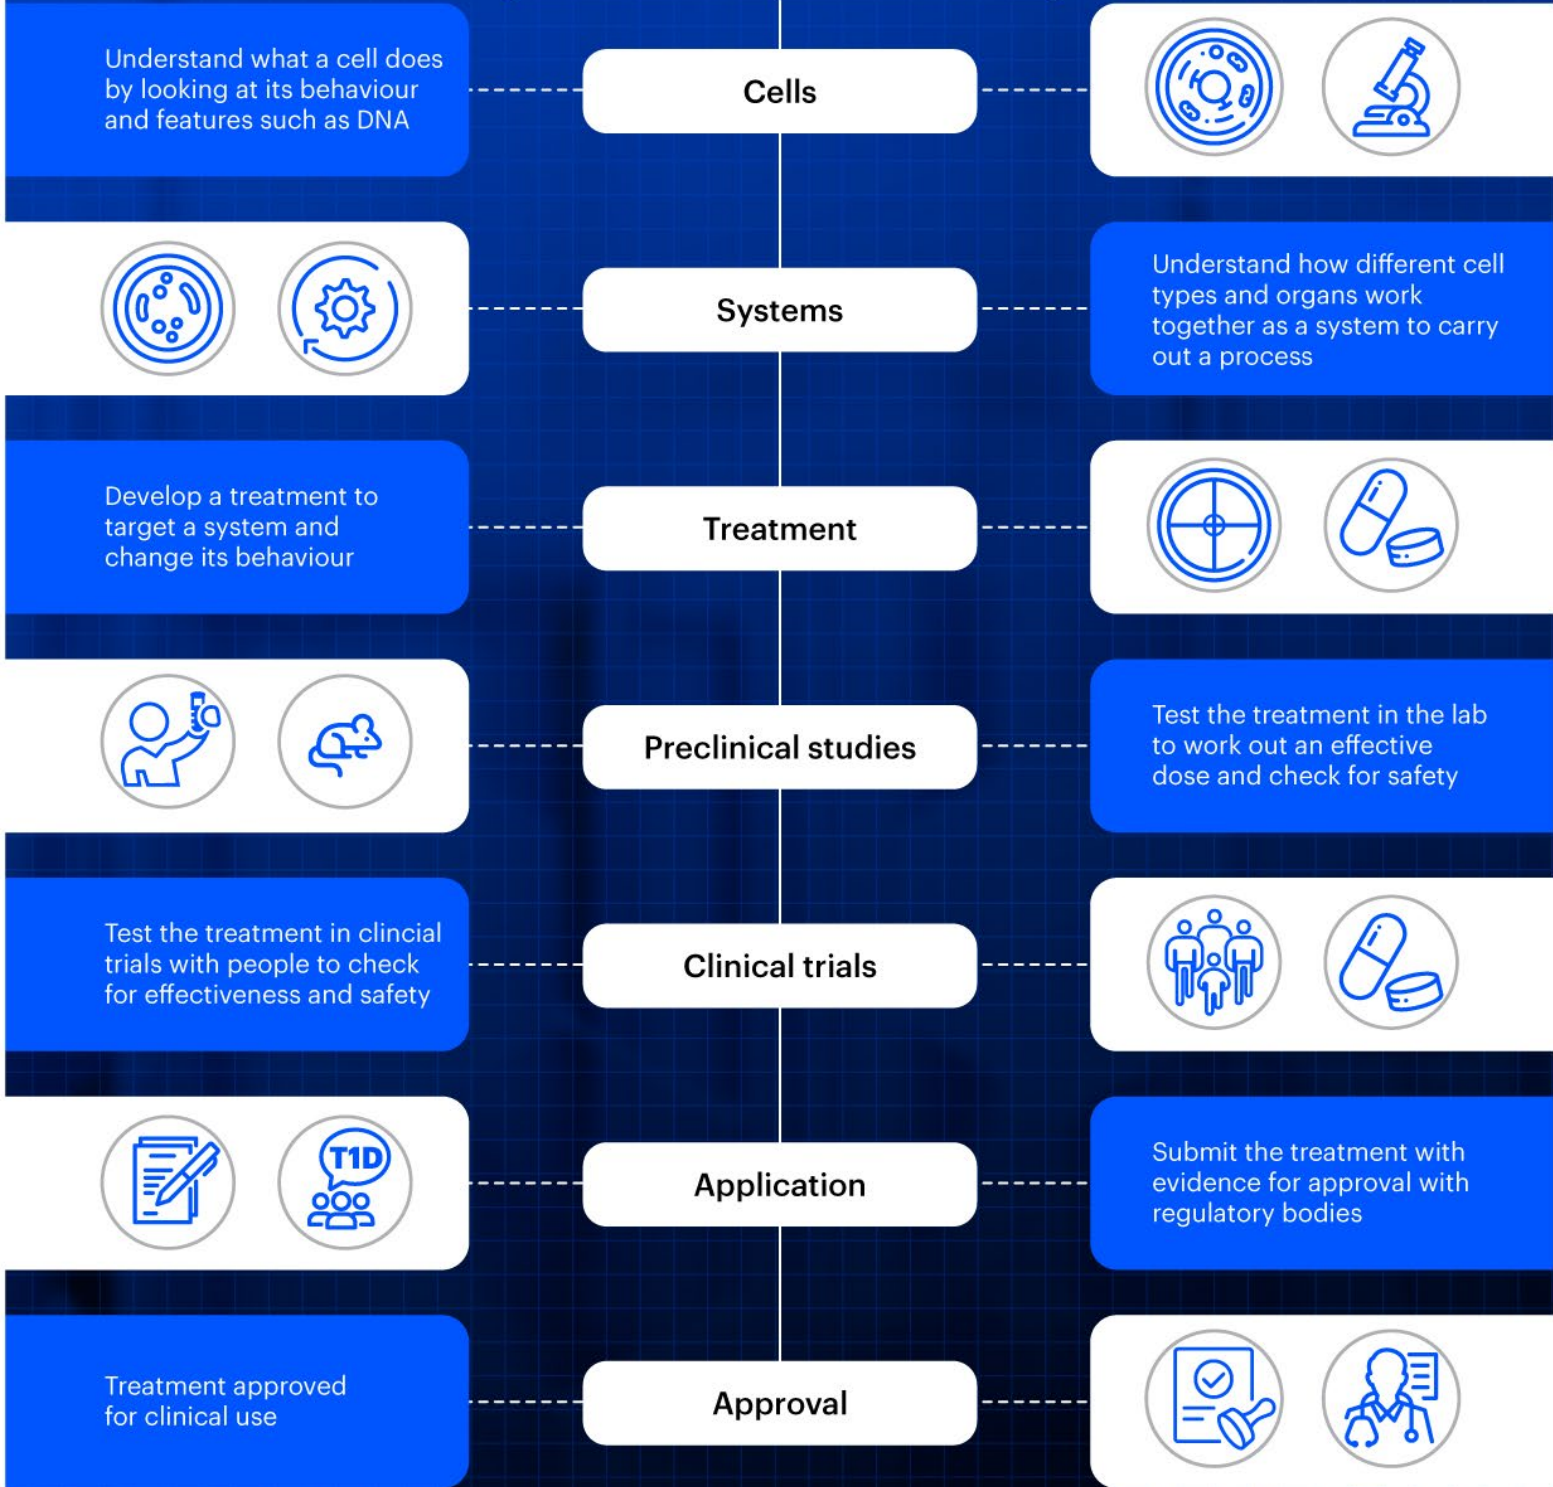 Understand what a cell does
by looking at its behaviour
and features such as DNA
Cells
Systems
Understand how different cell
types and organs work
together as a system to carry
out a process
Develop a treatment to
target a system and
change its behaviour
Treatment
Preclinical studies
Test the treatment in the lab
to work out an effective
dose and check for safety
Test the treatment in clincial
trials with people to check
for effectiveness and safety
Clinical trials
T1D
Application
Submit the treatment with
evidence for approval with
regulatory bodies
Treatment approved
for clinical use
Approval